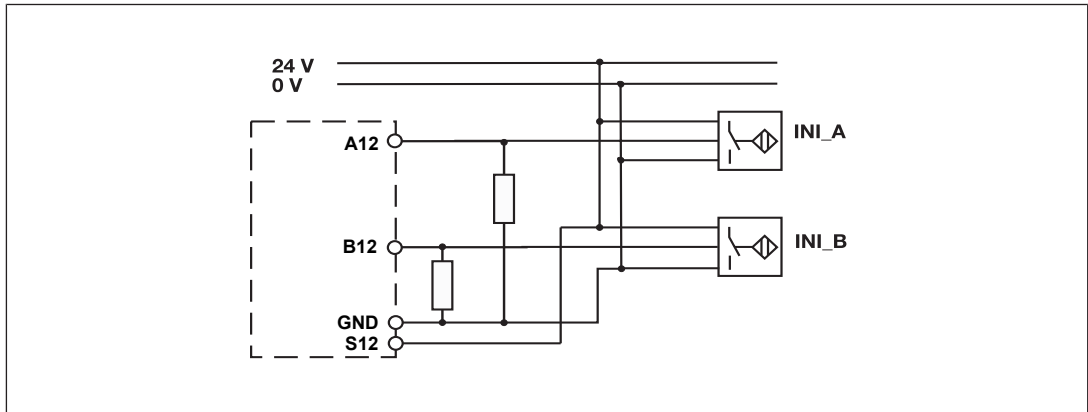 24 V
0 V
A12
INI_A
B12
INI_B
GND
S12